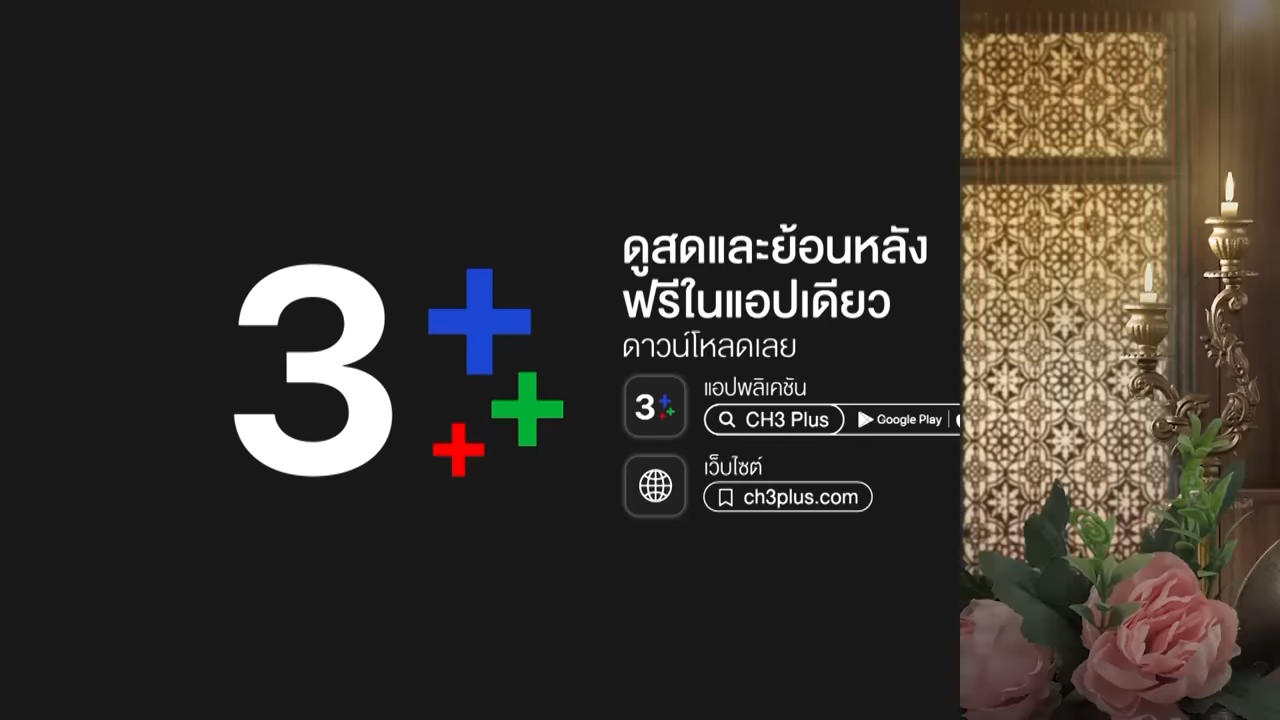 3
ดูสดและย้อนหลัง
ฟรีในแอปเดียว
ดาวน์โหลดเลย
3
แอปพลิเคชัน
CH3 Plus
Google Play
เว็บไซต์
ch3plus.com